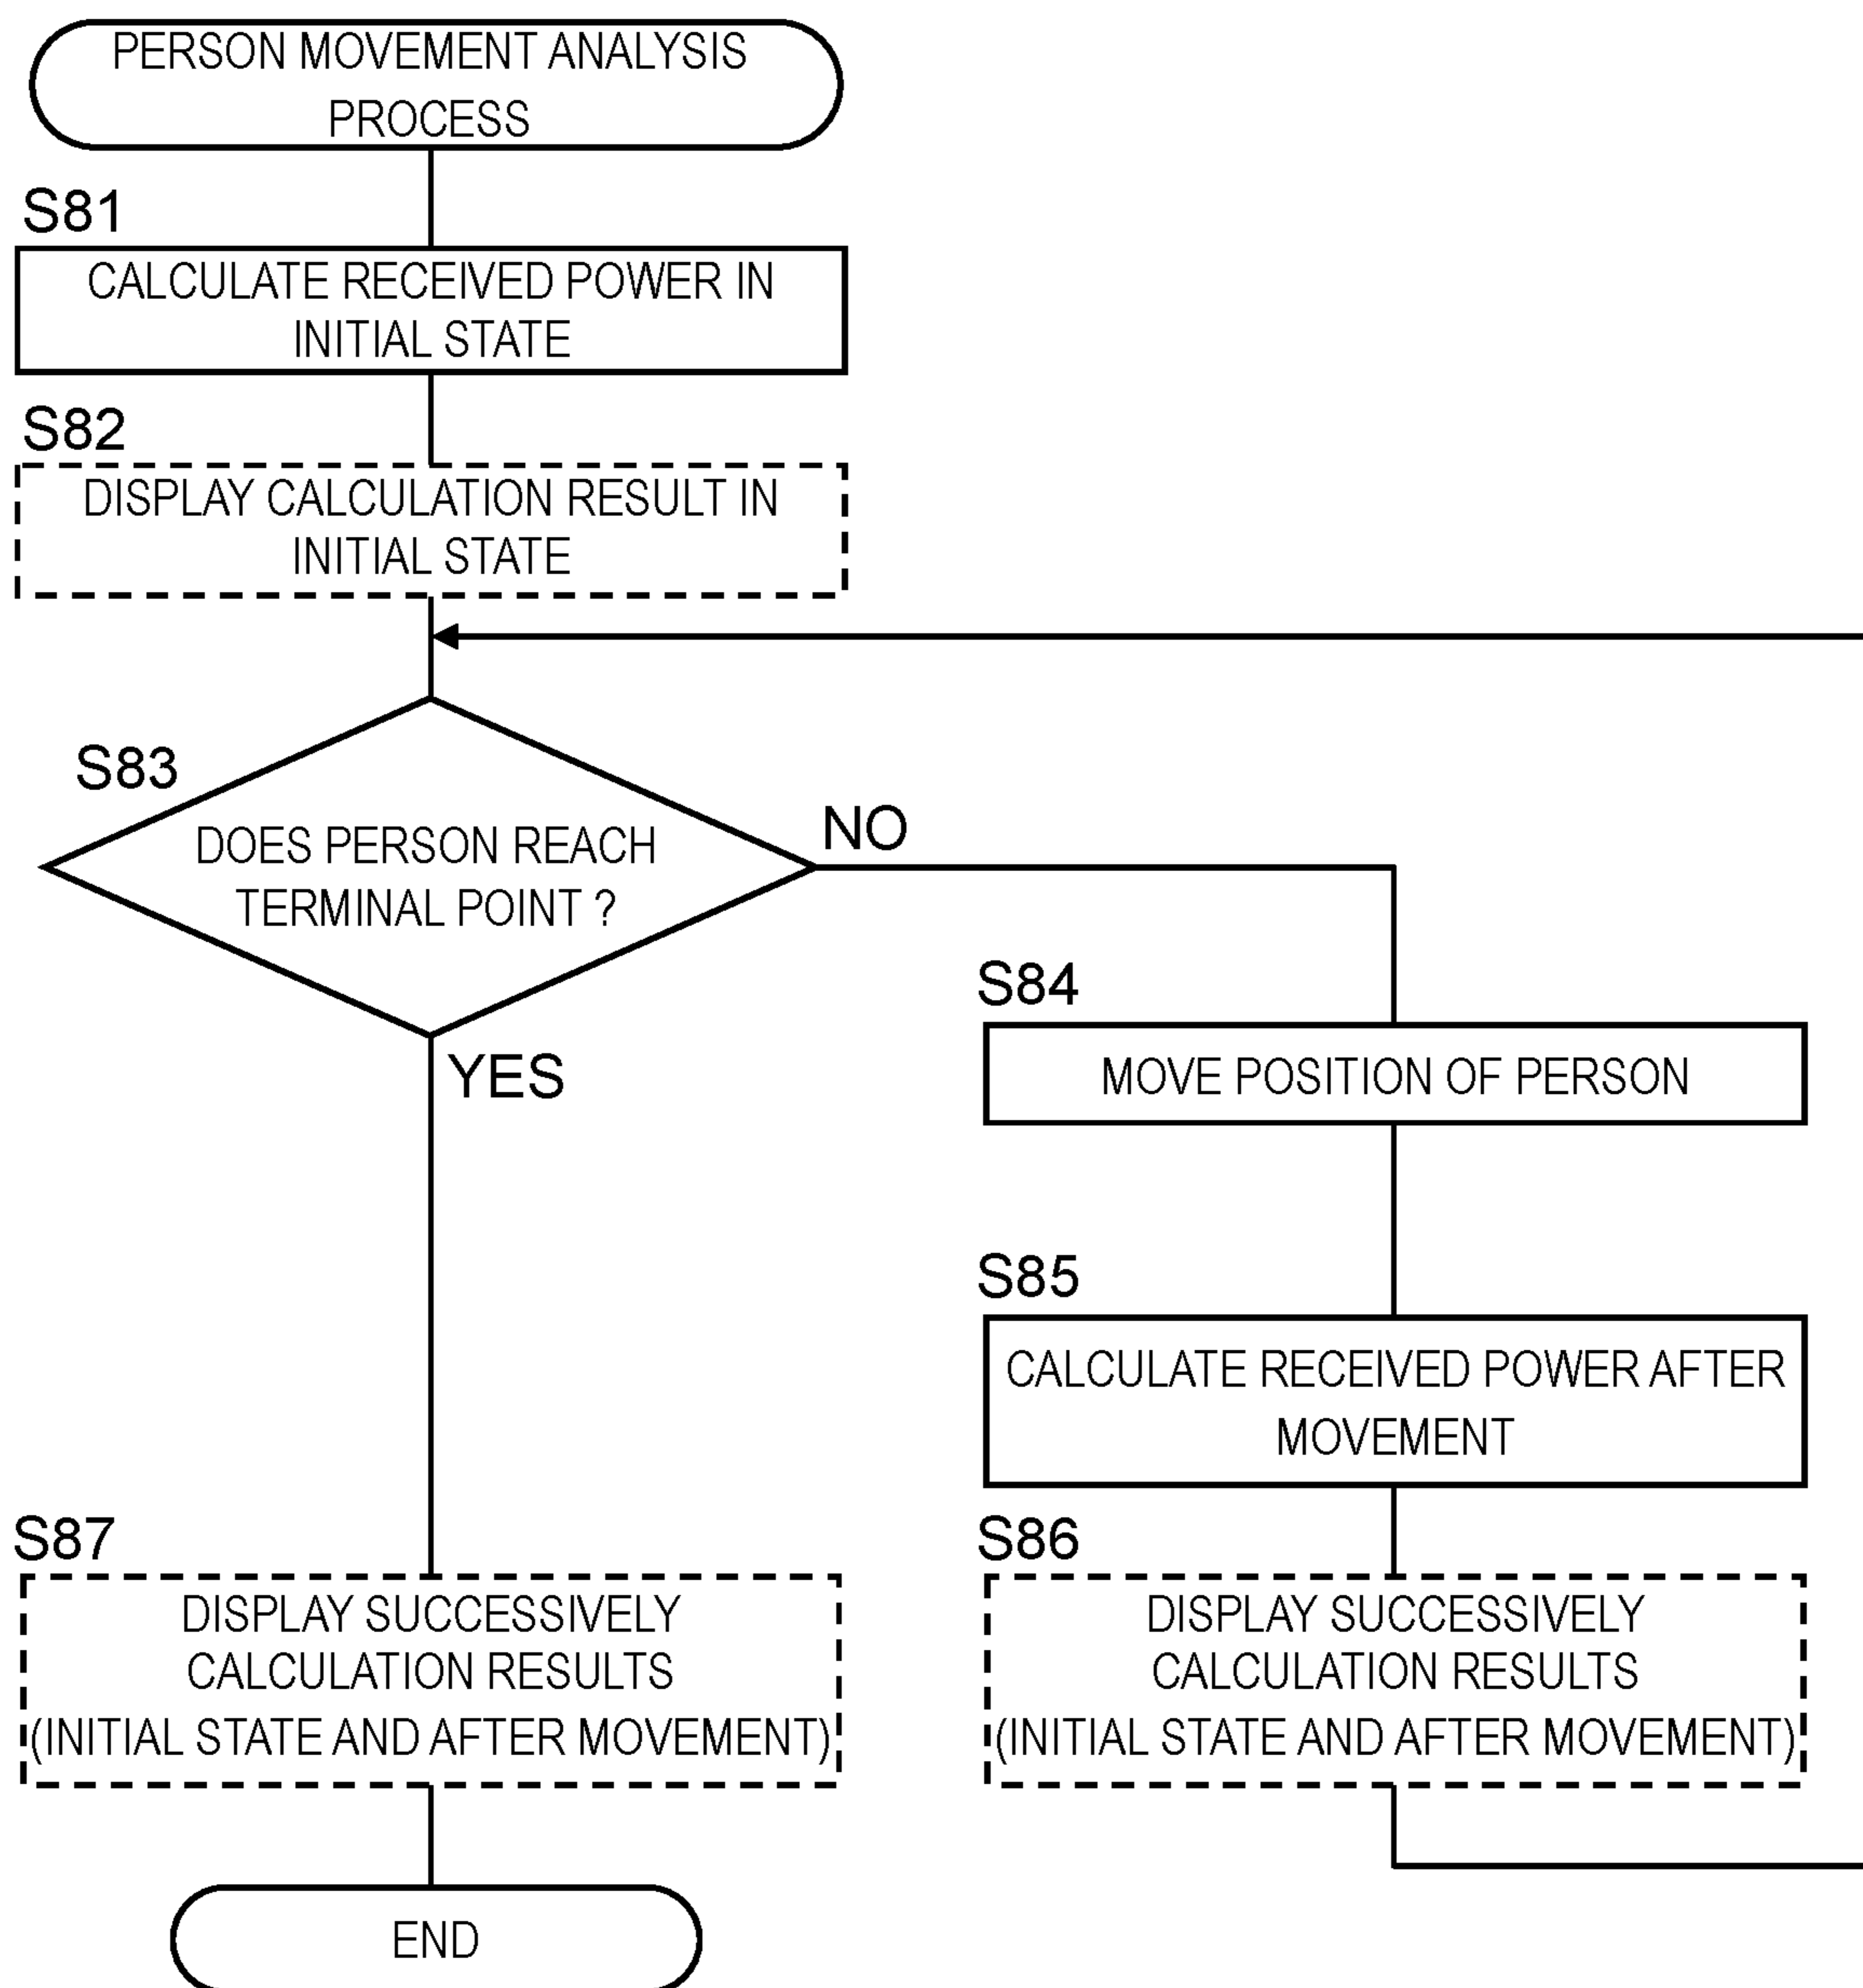 PERSON MOVEMENT ANALYSIS
PROCESS
S81
CALCULATE RECEIVED POWER IN
INITIAL STATE
S82
DISPLAY CALCULATION RESULT IN
INITIAL STATE
S83
DOES PERSON REACH
TERMINAL POINT ?
NO
YES
S84
MOVE POSITION OF PERSON
S85
CALCULATE RECEIVED POWER AFTER
MOVEMENT
S86
DISPLAY SUCCESSIVELY
CALCULATION RESULTS
(INITIAL STATE AND AFTER MOVEMENT)
S87
DISPLAY SUCCESSIVELY
CALCULATION RESULTS
(INITIAL STATE AND AFTER MOVEMENT)
END